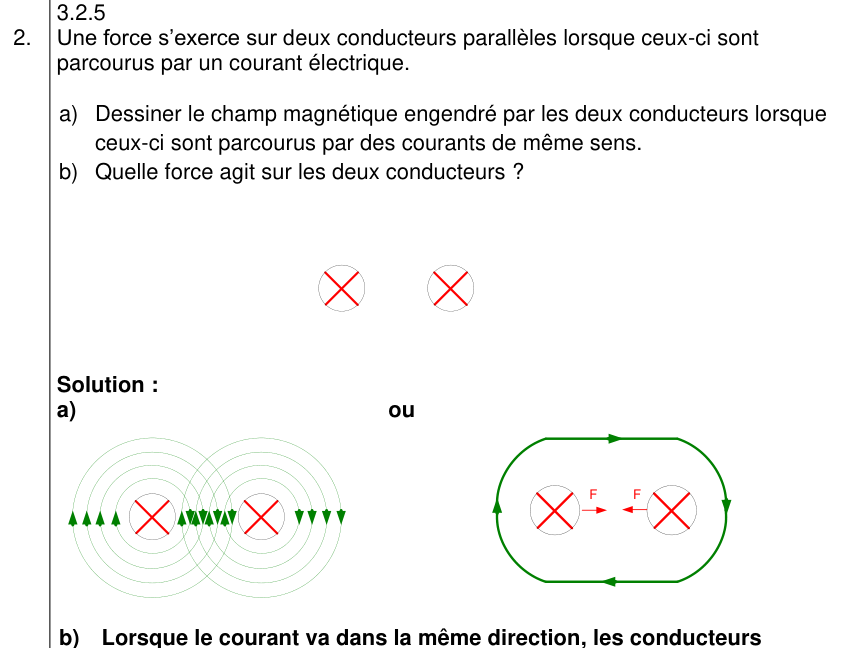 3.2.5
2. Une force s'exerce sur deux conducteurs parallèles lorsque ceux-ci sont
parcourus par un courant électrique.
a) Dessiner le champ magnétique engendré par les deux conducteurs lorsque
ceux-ci sont parcourus par des courants de même sens.
b) Quelle force agit sur les deux conducteurs ?
Solution :
a) ou
F F
b) Lorsque le courant va dans la même direction, les conducteurs